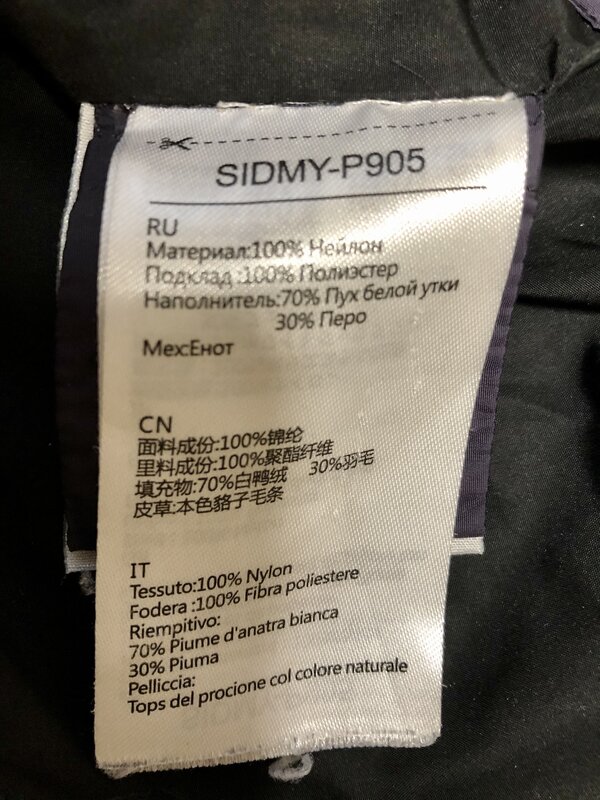 SIDMY-P905
RU
Материал:100% Нейлон
Подклад :100% Полиэстер
Наполнитель:70% Пух белой утки
30% Перо
Мех:Енот
CN
面料成份:100%锦纶
里料成份:100%聚酯纤维
填充物:70%白鸭绒 30%羽毛
皮草:本色貉子毛条
IT
Tessuto:100% Nylon
Fodera :100% Fibra poliestere
Riempitivo:
70% Piume d'anatra bianca
30% Piuma
Pelliccia:
Tops del procione col colore naturale